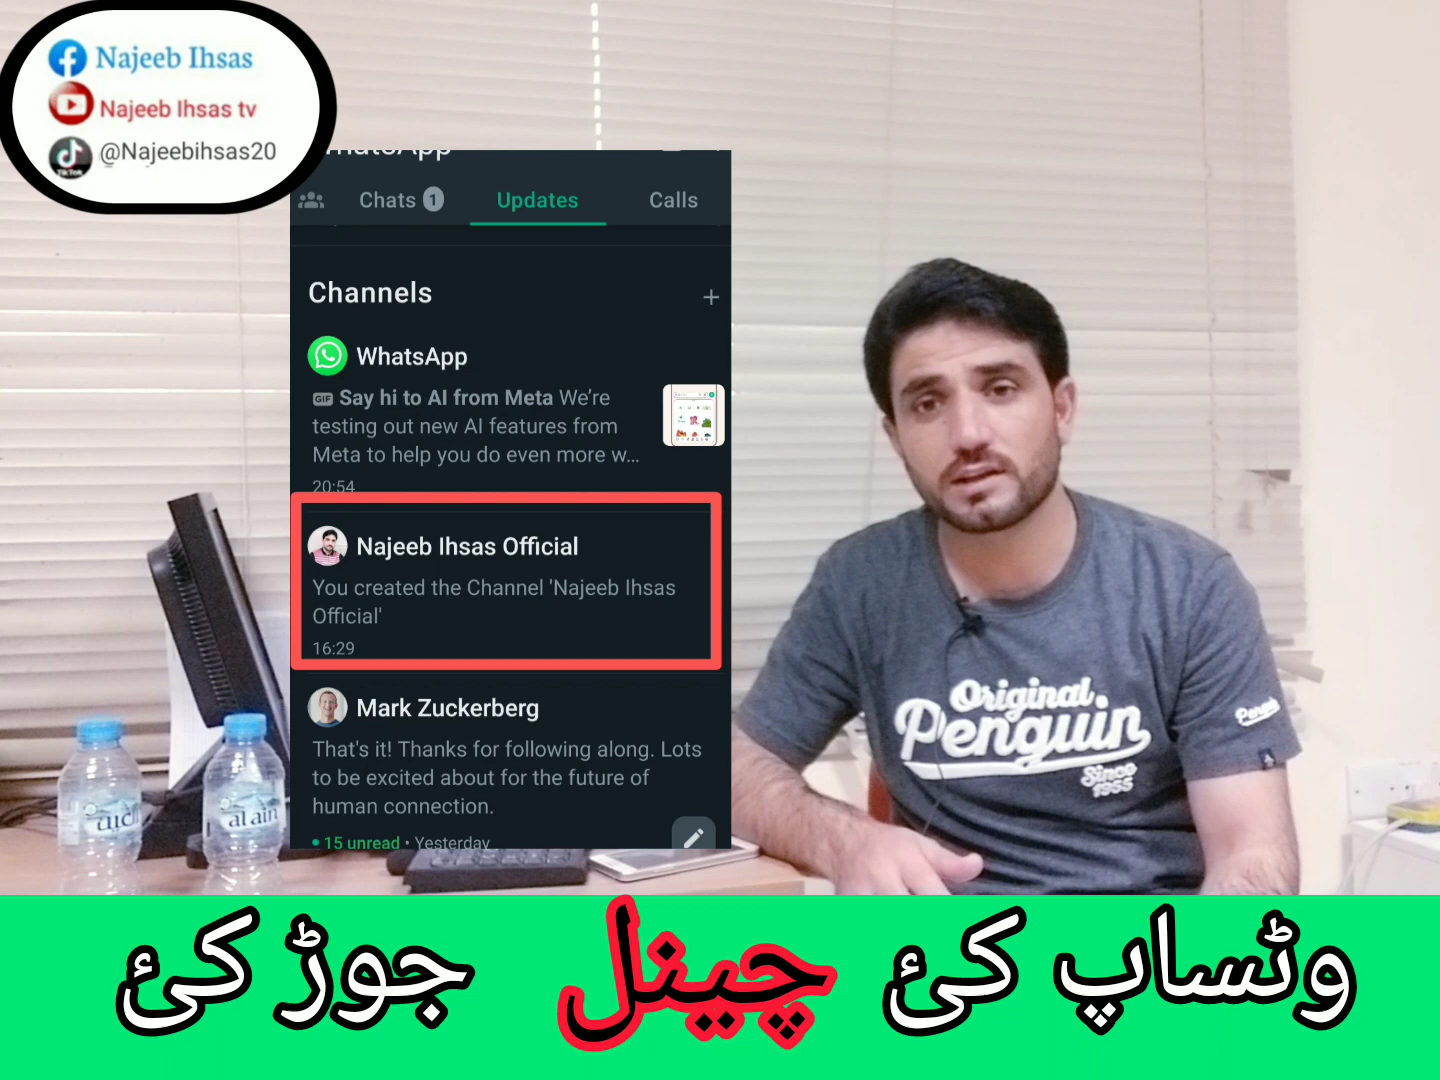 Najeeb Ihsas
Najeeb Ihsas tv
@Najeebihsas20
TikTok
WhatsApp
Chats 1 Updates Calls
Channels +
WhatsApp
GIF Say hi to AI from Meta We're
testing out new AI features from
Meta to help you do even more w...
20:54
Najeeb Ihsas Official
You created the Channel 'Najeeb Ihsas
Official'
16:29
Mark Zuckerberg
That's it! Thanks for following along. Lots
to be excited about for the future of
human connection.
• 15 unread • Yesterday
Original
Penguin
Since
1955
al ain
وٹساپ کئ چینل جوڑ کئ